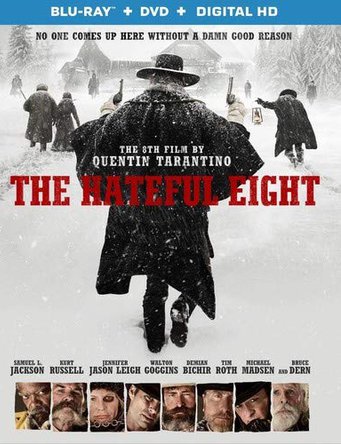 BLU-RAY + DVD + DIGITAL HD
NO ONE COMES UP HERE WITHOUT A DAMN GOOD REASON
THE 8TH FILM BY
QUENTIN TARANTINO
THE HATEFUL EIGHT
SAMUEL L. JACKSON
KURT RUSSELL
JENNIFER JASON LEIGH
WALTON GOGGINS
DEMIAN BICHIR
TIM ROTH
MICHAEL MADSEN
AND BRUCE DERN